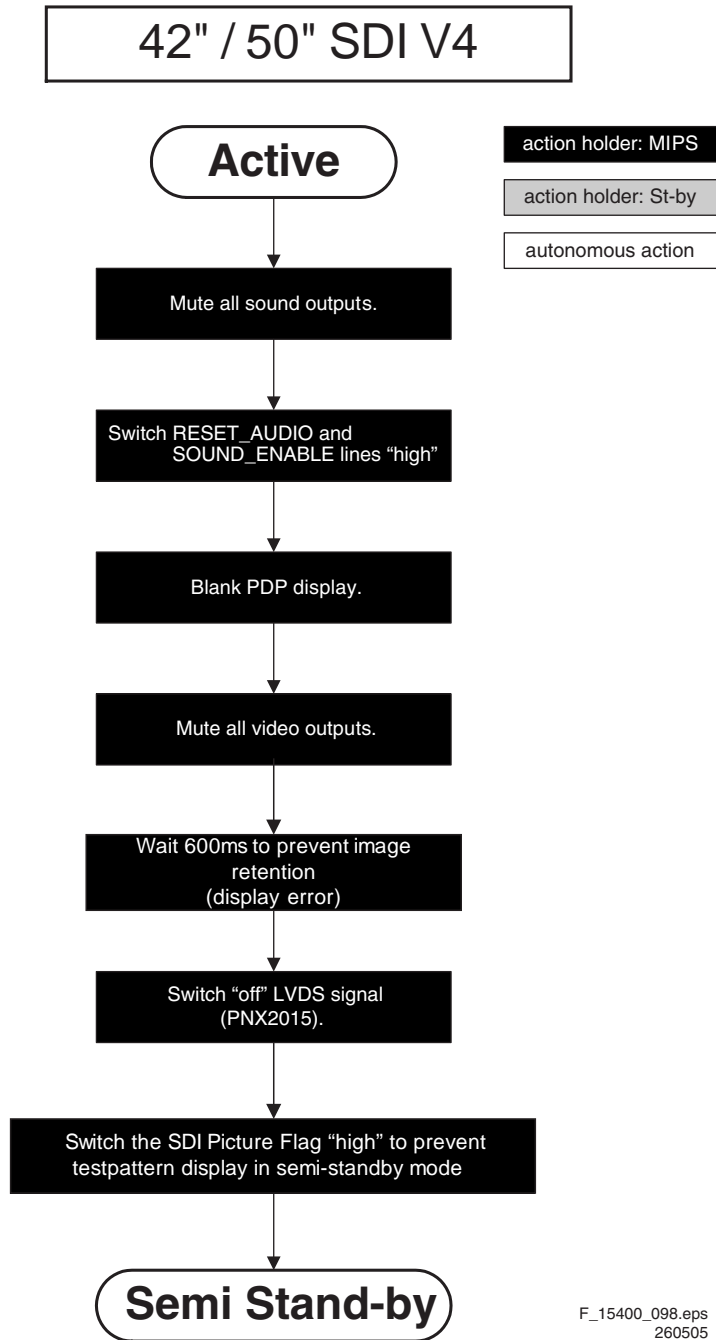 42" / 50" SDI V4
Active
action holder: MIPS
action holder: St-by
autonomous action
Mute all sound outputs.
Switch RESET_AUDIO and
SOUND_ENABLE lines “high”
Blank PDP display.
Mute all video outputs.
Wait 600ms to prevent image
retention
(display error)
Switch “off” LVDS signal
(PNX2015).
Switch the SDI Picture Flag “high” to prevent
testpattern display in semi-standby mode
Semi Stand-by
F_15400_098.eps
260505